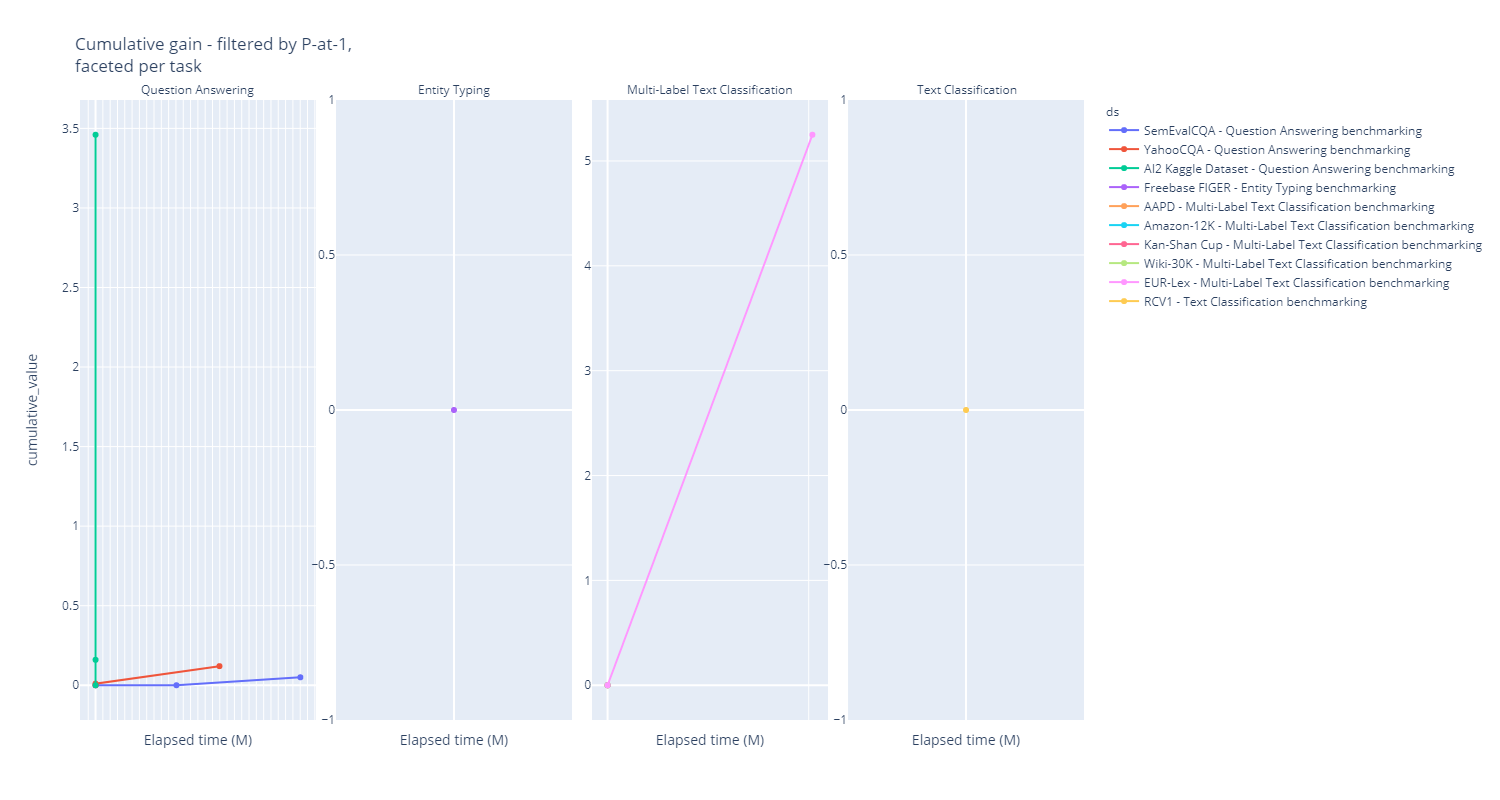 Cumulative gain - filtered by P-at-1,
faceted per task
Question Answering
Entity Typing
Multi-Label Text Classification
Text Classification
cumulative_value
3.5
3
2.5
2
1.5
1
0.5
0
1
0.5
0
−0.5
−1
5
4
3
2
1
0
1
0.5
0
−0.5
−1
Elapsed time (M)
Elapsed time (M)
Elapsed time (M)
Elapsed time (M)
ds
SemEvalCQA - Question Answering benchmarking
YahooCQA - Question Answering benchmarking
AI2 Kaggle Dataset - Question Answering benchmarking
Freebase FIGER - Entity Typing benchmarking
AAPD - Multi-Label Text Classification benchmarking
Amazon-12K - Multi-Label Text Classification benchmarking
Kan-Shan Cup - Multi-Label Text Classification benchmarking
Wiki-30K - Multi-Label Text Classification benchmarking
EUR-Lex - Multi-Label Text Classification benchmarking
RCV1 - Text Classification benchmarking